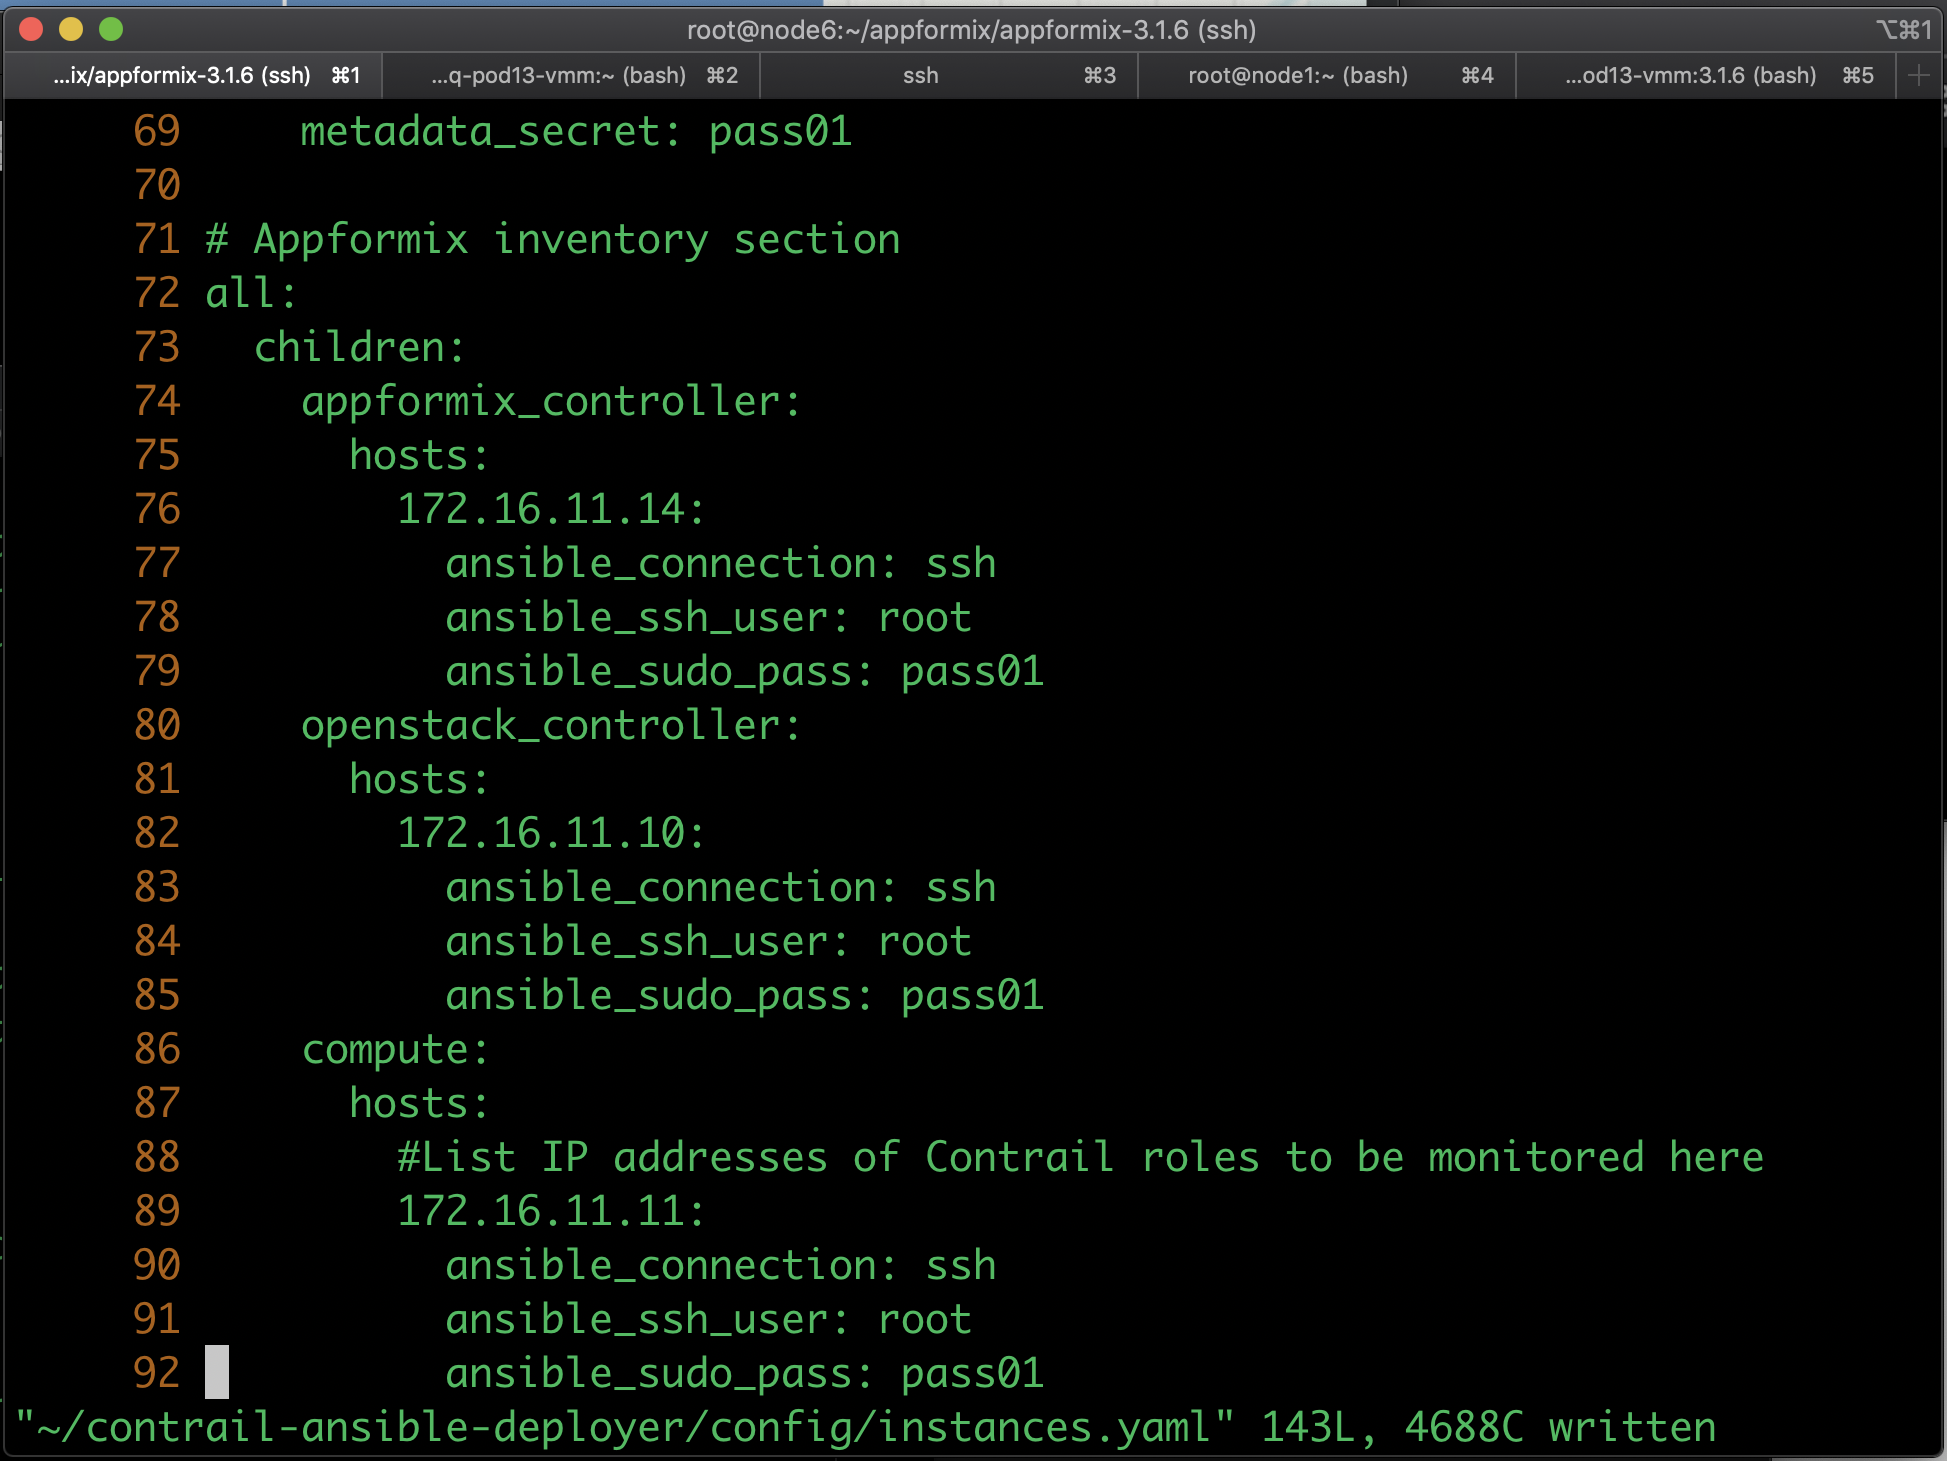 root@node6:~/appformix/appformix-3.1.6 (ssh) ⌥⌘1
...ix/appformix-3.1.6 (ssh) ⌘1 ...q-pod13-vmm:~ (bash) ⌘2 ssh ⌘3 root@node1:~ (bash) ⌘4 ...od13-vmm:3.1.6 (bash) ⌘5 +
69     metadata_secret: pass01
70
71 # Appformix inventory section
72 all:
73   children:
74     appformix_controller:
75       hosts:
76         172.16.11.14:
77           ansible_connection: ssh
78           ansible_ssh_user: root
79           ansible_sudo_pass: pass01
80     openstack_controller:
81       hosts:
82         172.16.11.10:
83           ansible_connection: ssh
84           ansible_ssh_user: root
85           ansible_sudo_pass: pass01
86     compute:
87       hosts:
88         #List IP addresses of Contrail roles to be monitored here
89         172.16.11.11:
90           ansible_connection: ssh
91           ansible_ssh_user: root
92           ansible_sudo_pass: pass01
"~/contrail-ansible-deployer/config/instances.yaml" 143L, 4688C written